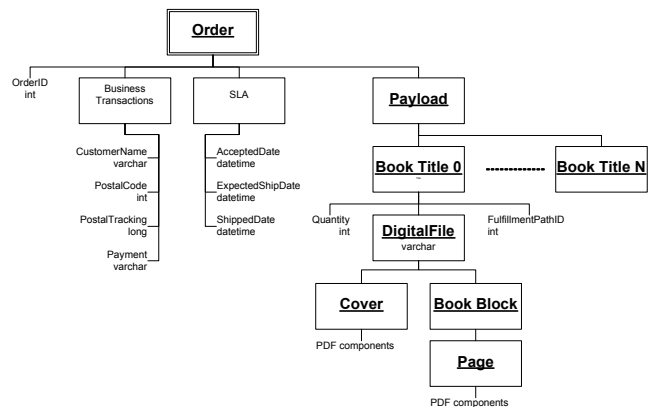 Order
OrderID
int
Business
Transactions
SLA
Payload
CustomerName
varchar
PostalCode
int
PostalTracking
long
Payment
varchar
AcceptedDate
datetime
ExpectedShipDate
datetime
ShippedDate
datetime
Book Title 0
~
Book Title N
Quantity
int
DigitalFile
varchar
FulfillmentPathID
int
Cover
Book Block
PDF components
Page
PDF components